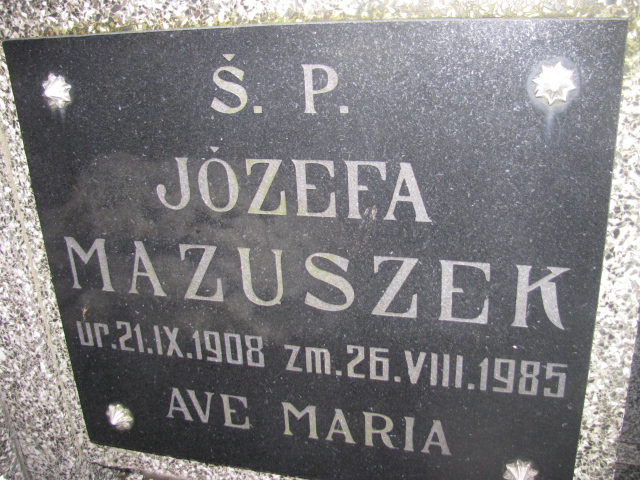 Ś. P.
JÓZEFA
MAZUSZEK
ur.21.IX.1908 zm.26.VIII.1985
AVE MARIA